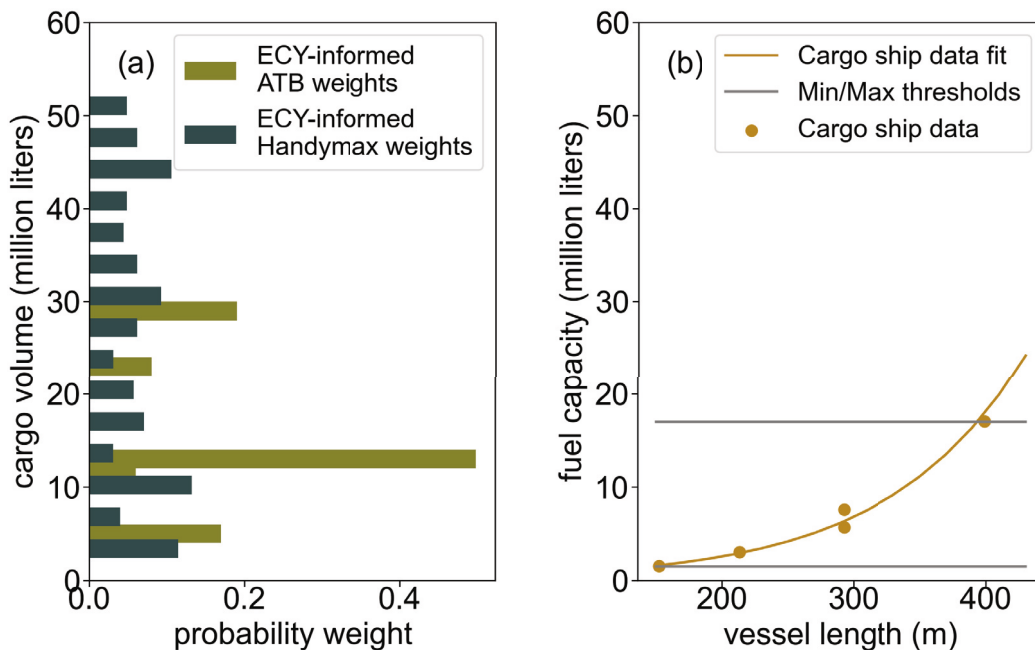 (a)
ECY-informed
ATB weights
ECY-informed
Handymax weights
60
50
40
30
20
10
0
cargo volume (million liters)
0.0
0.2
0.4
probability weight
(b)
Cargo ship data fit
Min/Max thresholds
Cargo ship data
60
50
40
30
20
10
0
fuel capacity (million liters)
200
300
400
vessel length (m)